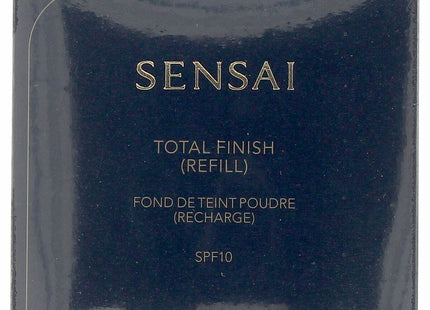 SENSAI
TOTAL FINISH
(REFILL)
FOND DE TEINT POUDRE
(RECHARGE)
SPF10